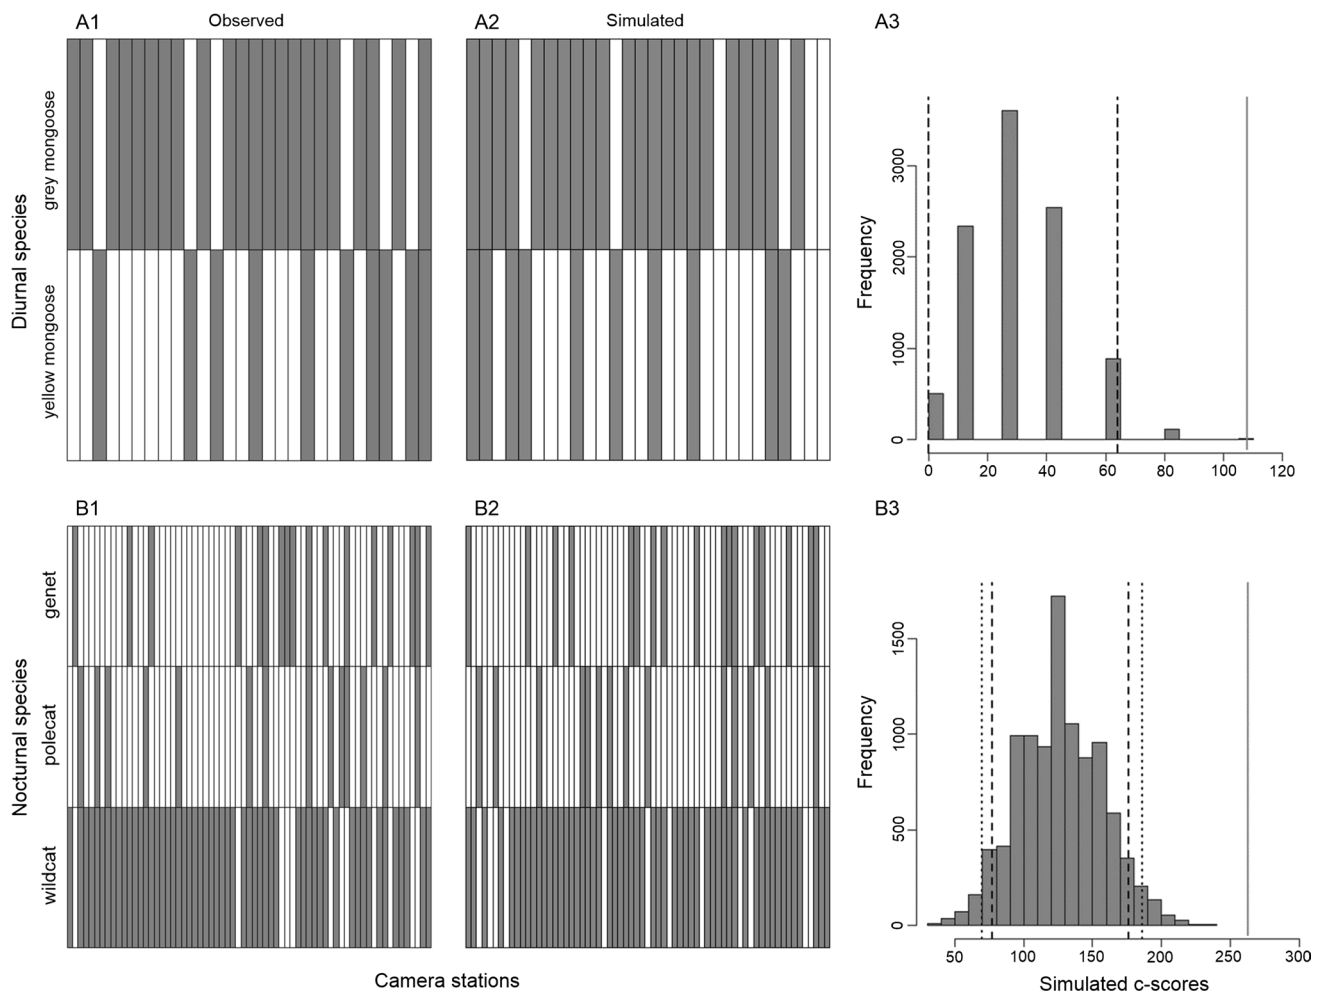 A1 Observed A2 Simulated A3
Diurnal species
grey mongoose
yellow mongoose
Frequency
0 1000 2000 3000
0 20 40 60 80 100 120
B1 B2 B3
Nocturnal species
genet
polecat
wildcat
Frequency
0 500 1000 1500
50 100 150 200 250 300
Camera stations Simulated c-scores